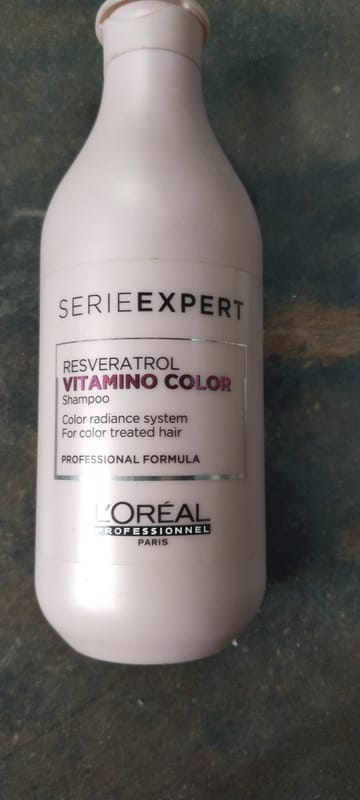 SERIEEXPERT
RESVERATROL
VITAMINO COLOR
Shampoo
Color radiance system
For color treated hair
PROFESSIONAL FORMULA
L'ORÉAL
PROFESSIONNEL
PARIS